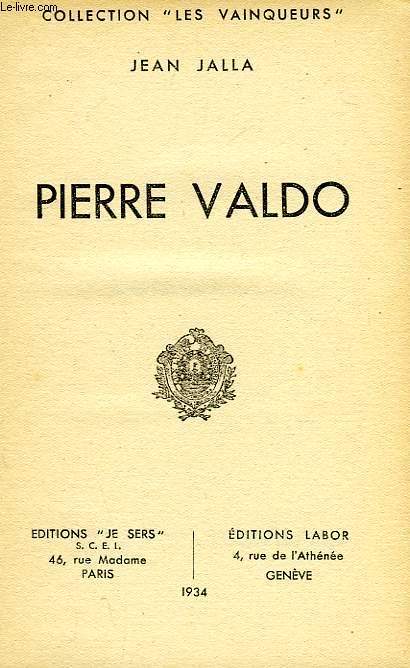 Le-livre.com
COLLECTION "LES VAINQUEURS"
JEAN JALLA
PIERRE VALDO
EDITIONS "JE SERS"
S. C. E. L.
46, rue Madame
PARIS
ÉDITIONS LABOR
4, rue de l'Athénée
GENÈVE
1934